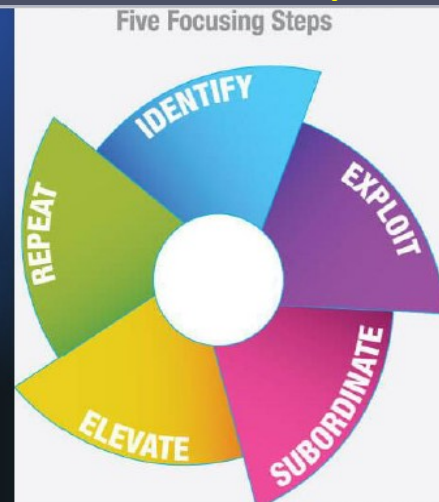 Five Focusing Steps
IDENTIFY
EXPLOIT
SUBORDINATE
ELEVATE
REPEAT